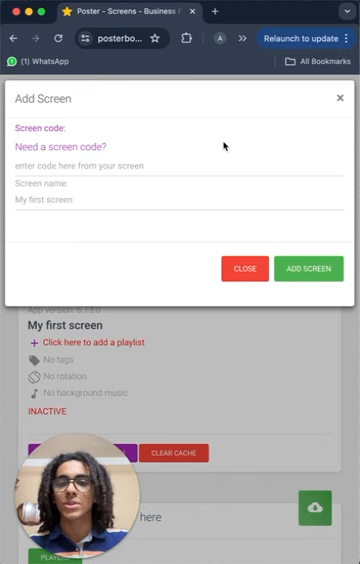 Poster - Screens - Business
posterbo...
A
Relaunch to update
(1) WhatsApp
All Bookmarks
Add Screen
×
Screen code:
Need a screen code?
enter code here from your screen
Screen name:
My first screen
CLOSE
ADD SCREEN
App version: 6.13.0
My first screen
+ Click here to add a playlist
No tags
No rotation
No background music
INACTIVE
CLEAR CACHE
here